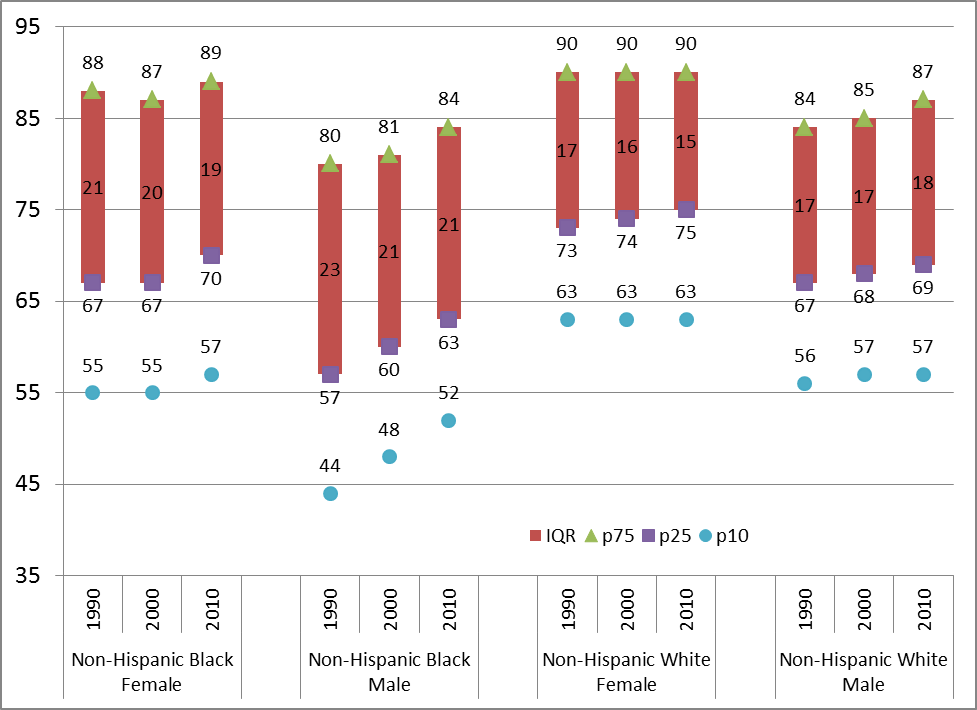 95
85
75
65
55
45
35
88 87 89
21 20 19
67 67 70
55 55 57
80 81 84
23 21 21
57 60 63
44 48 52
90 90 90
17 16 15
73 74 75
63 63 63
84 85 87
17 17 18
67 68 69
56 57 57
IQR p75 p25 p10
1990 2000 2010 1990 2000 2010 1990 2000 2010 1990 2000 2010
Non-Hispanic Black
Female
Non-Hispanic Black
Male
Non-Hispanic White
Female
Non-Hispanic White
Male